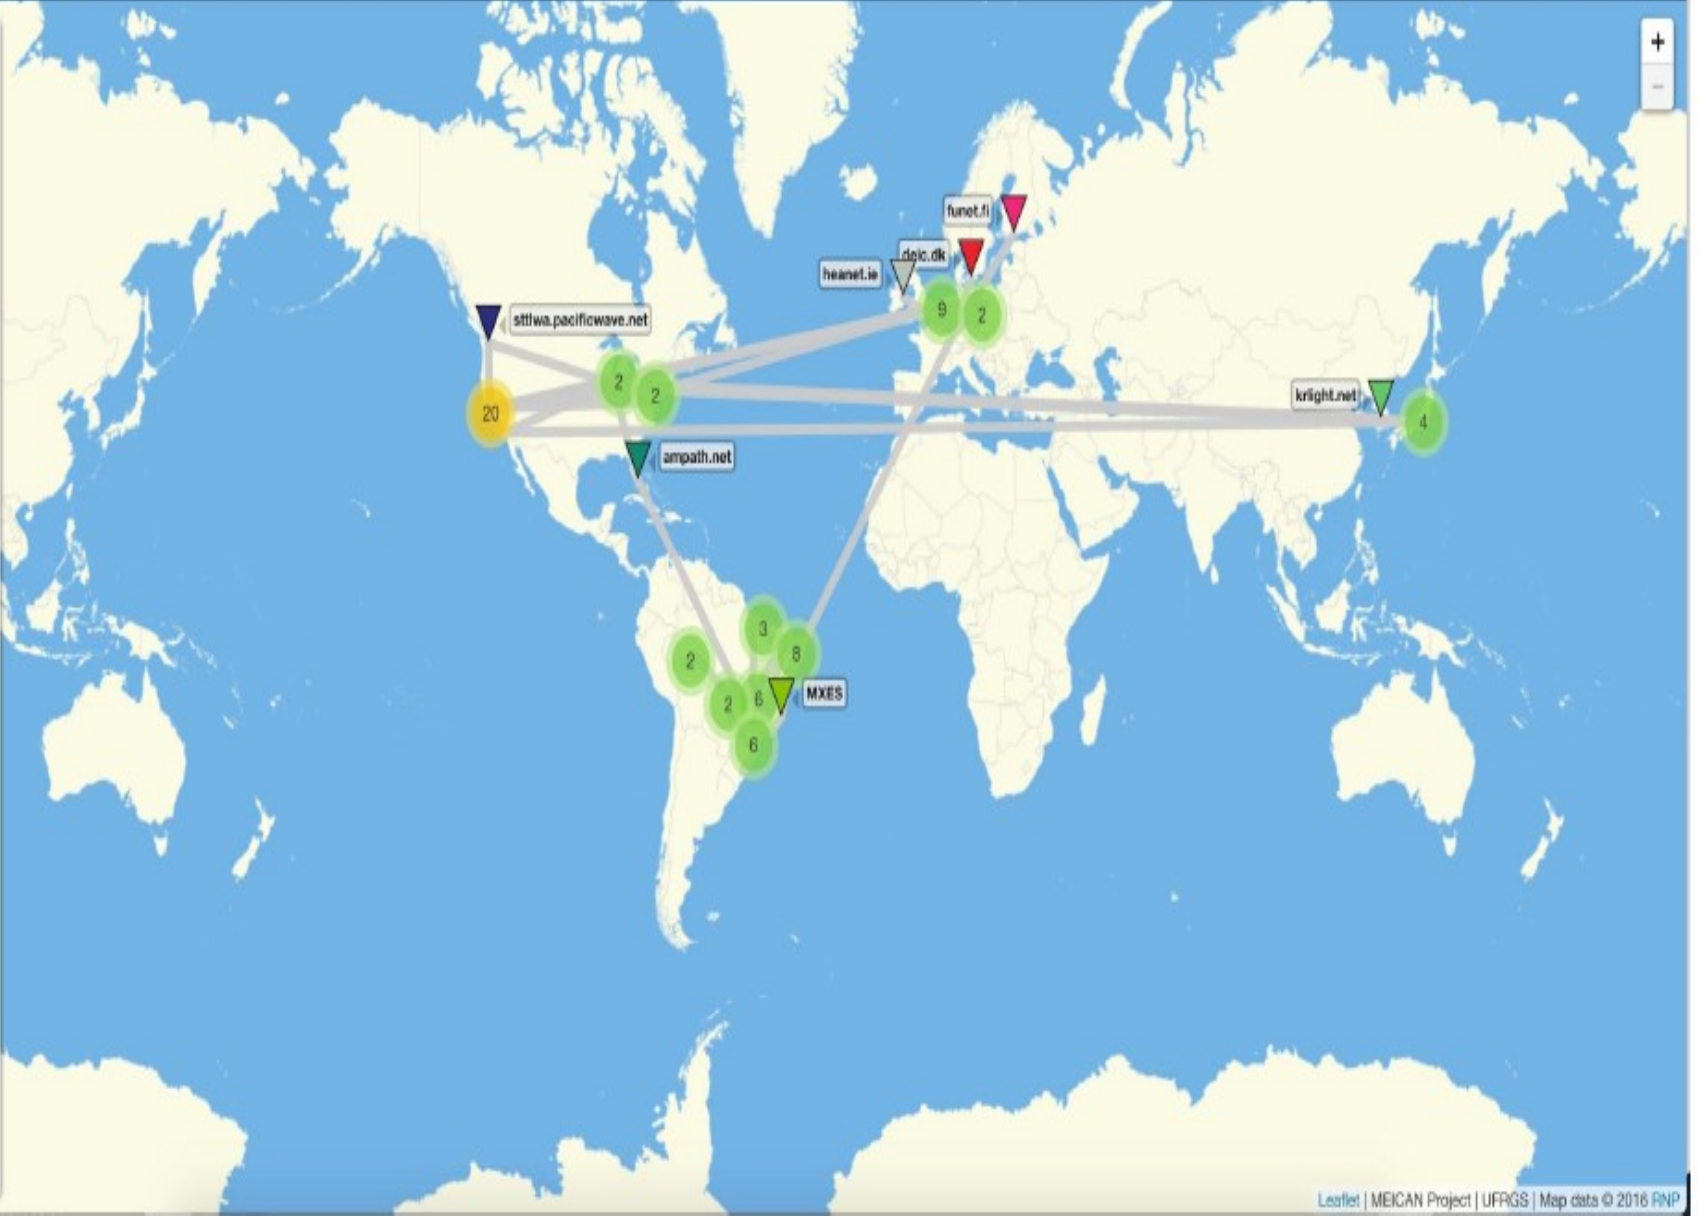 +
−
funet.fi
deic.dk
heanet.ie
9
2
sttlwa.pacificwave.net
2
2
20
krlight.net
4
ampath.net
3
8
2
6
2
MXES
6
Leaflet | MEICAN Project | UFRGS | Map data © 2016 RNP